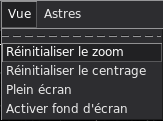 Vue Astres
Réinitialiser le zoom
Réinitialiser le centrage
Plein écran
Activer fond d'écran